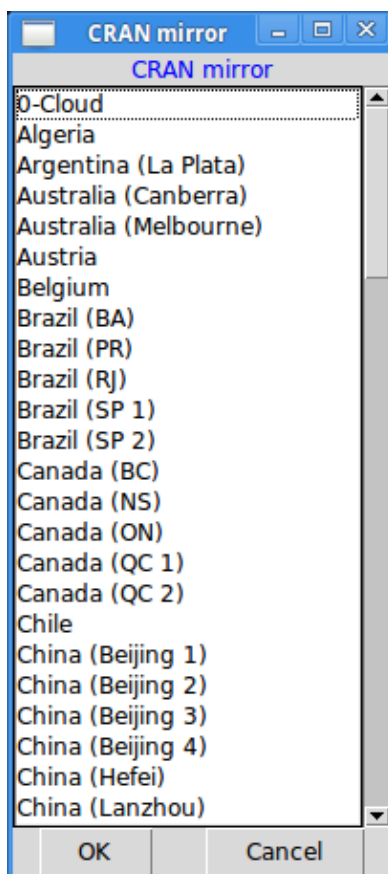 CRAN mirror
CRAN mirror
0-Cloud
Algeria
Argentina (La Plata)
Australia (Canberra)
Australia (Melbourne)
Austria
Belgium
Brazil (BA)
Brazil (PR)
Brazil (RJ)
Brazil (SP 1)
Brazil (SP 2)
Canada (BC)
Canada (NS)
Canada (ON)
Canada (QC 1)
Canada (QC 2)
Chile
China (Beijing 1)
China (Beijing 2)
China (Beijing 3)
China (Beijing 4)
China (Hefei)
China (Lanzhou)
OK Cancel